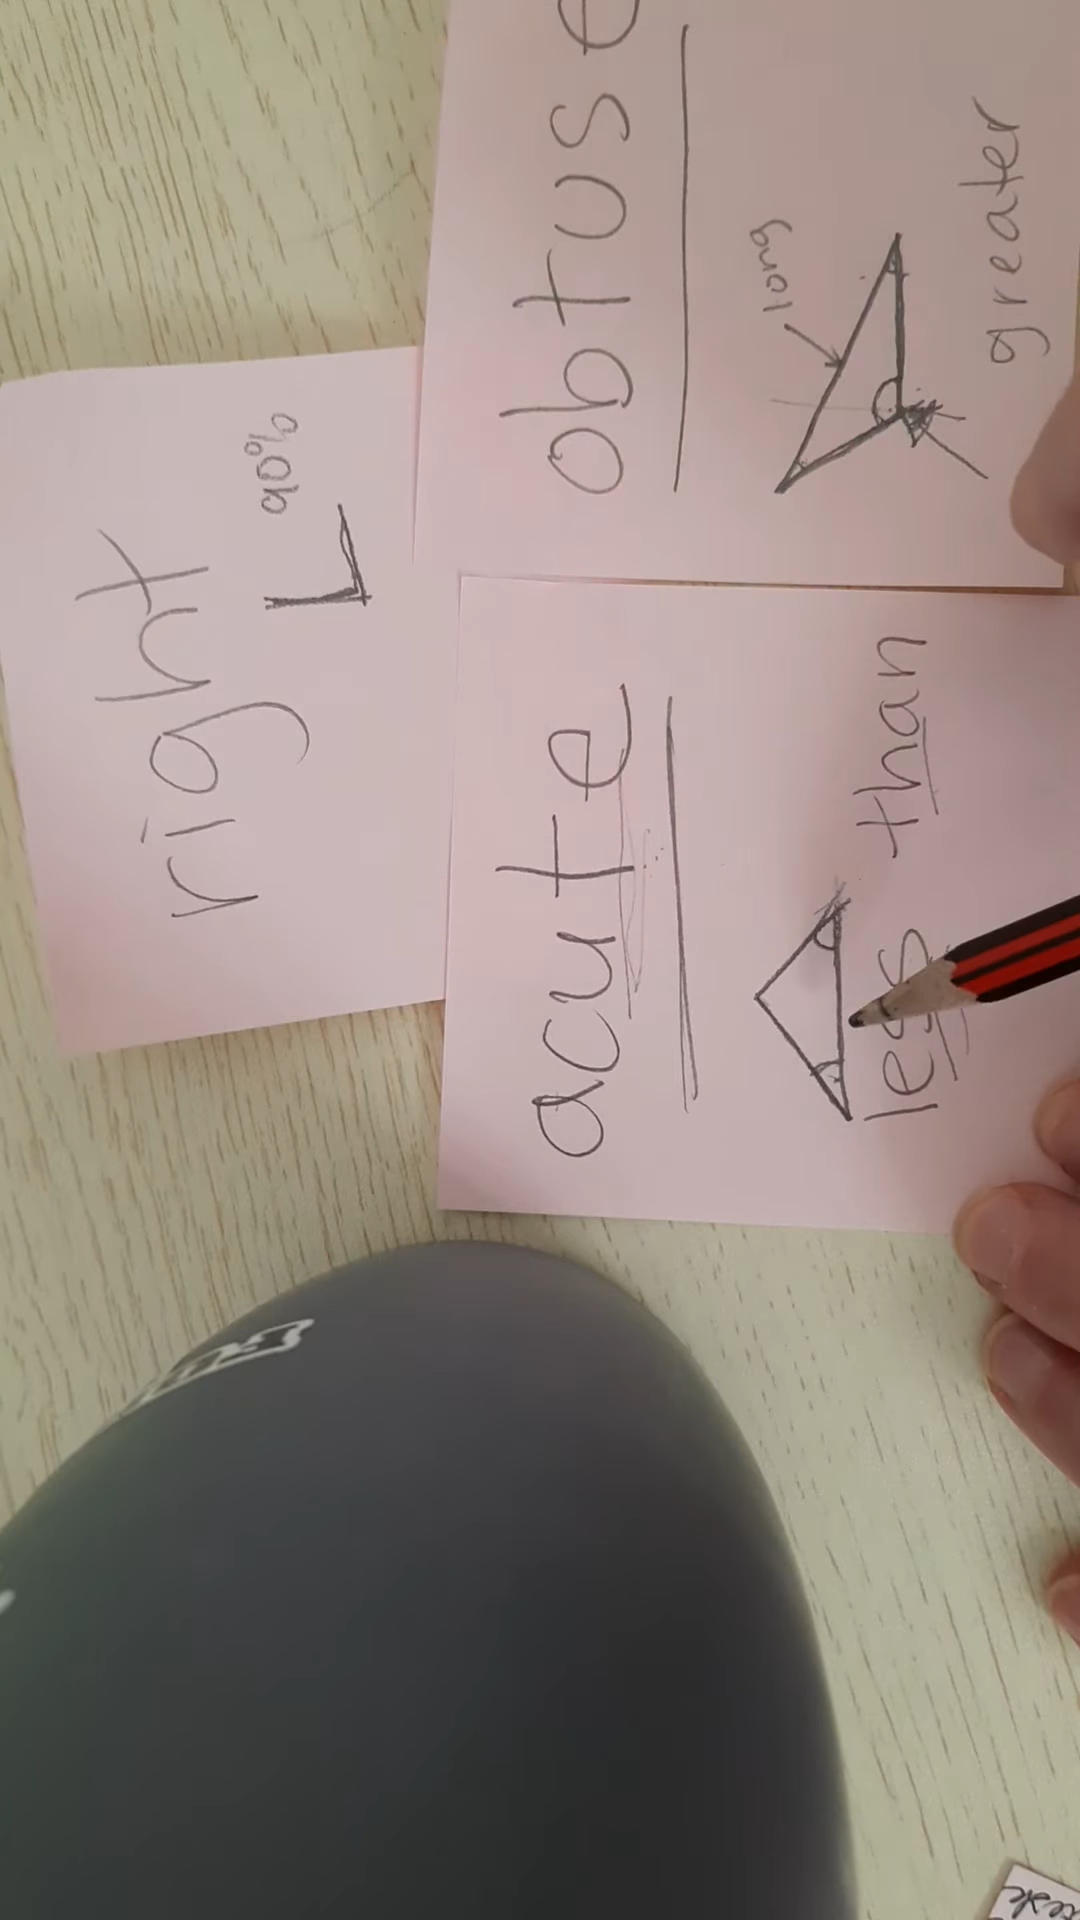 right
90%
obtuse
long
greater
acute
less than